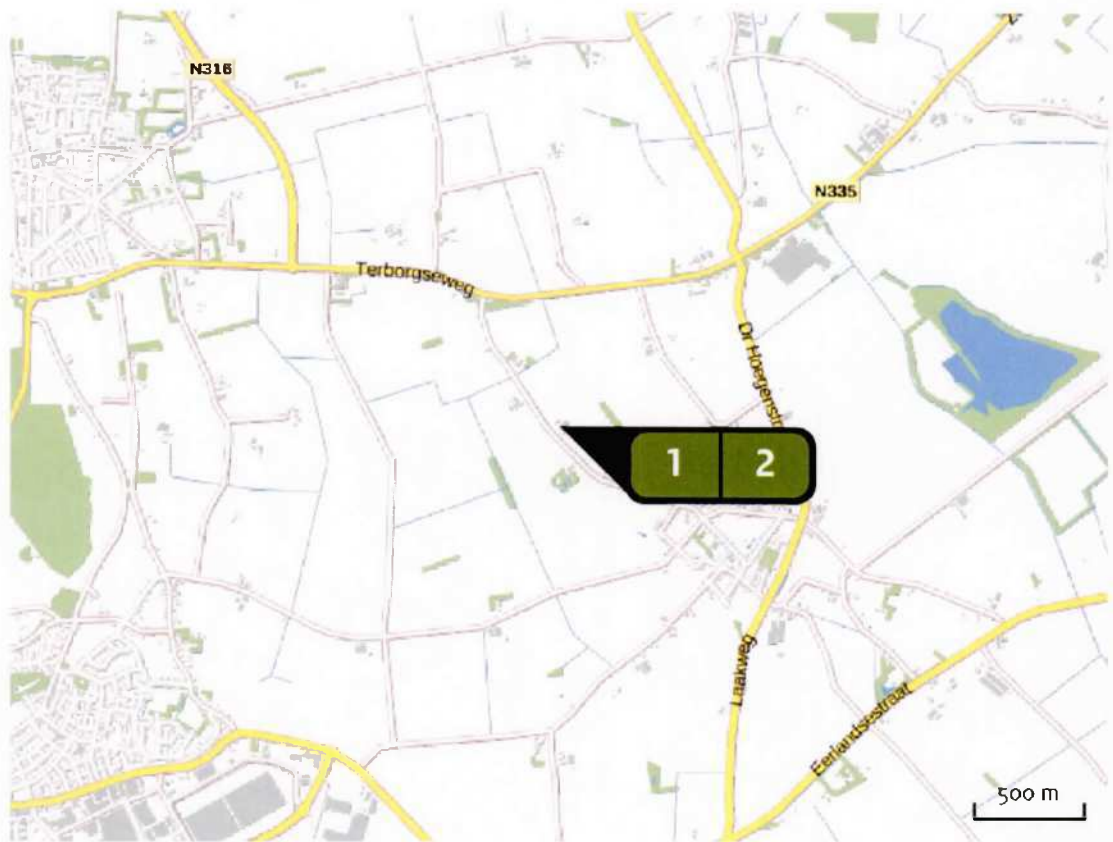 N316
N335
Terborgseweg
Dr Hoegenstr
1 2
Laakweg
Eerlandsestraat
500 m